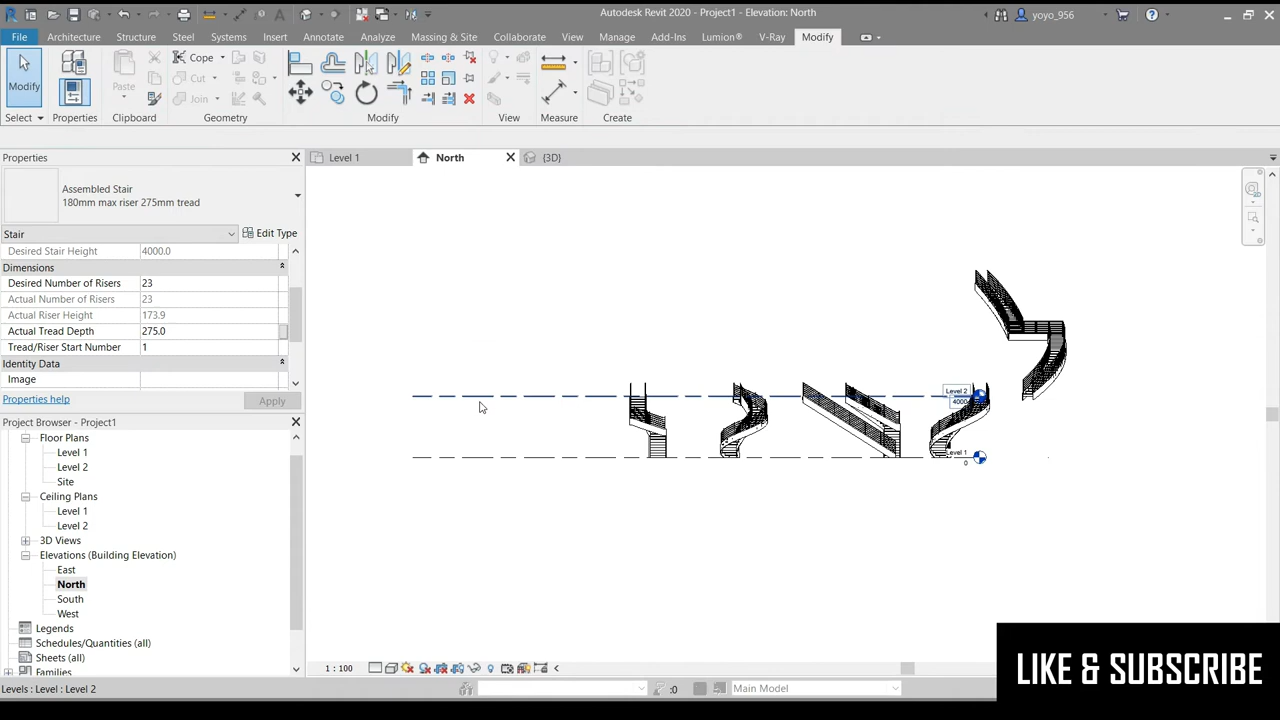 Autodesk Revit 2020 - Project1 - Elevation: North
yoyo_956
File Architecture Structure Steel Systems Insert Annotate Analyze Massing & Site Collaborate View Manage Add-Ins Lumion® V-Ray Modify
Modify
Paste
Cope
Cut
Join
Select Properties Clipboard Geometry Modify View Measure Create
Properties
Level 1
North
{3D}
Assembled Stair
180mm max riser 275mm tread
Stair
Edit Type
Desired Stair Height 4000.0
Dimensions
Desired Number of Risers 23
Actual Number of Risers 23
Actual Riser Height 173.9
Actual Tread Depth 275.0
Tread/Riser Start Number 1
Identity Data
Image
Properties help
Apply
Project Browser - Project1
Floor Plans
Level 1
Level 2
Site
Ceiling Plans
Level 1
Level 2
3D Views
Elevations (Building Elevation)
East
North
South
West
Legends
Schedules/Quantities (all)
Sheets (all)
Families
Level 2
4000
Level 1
0
1 : 100
Levels : Level : Level 2
:0
Main Model
LIKE & SUBSCRIBE